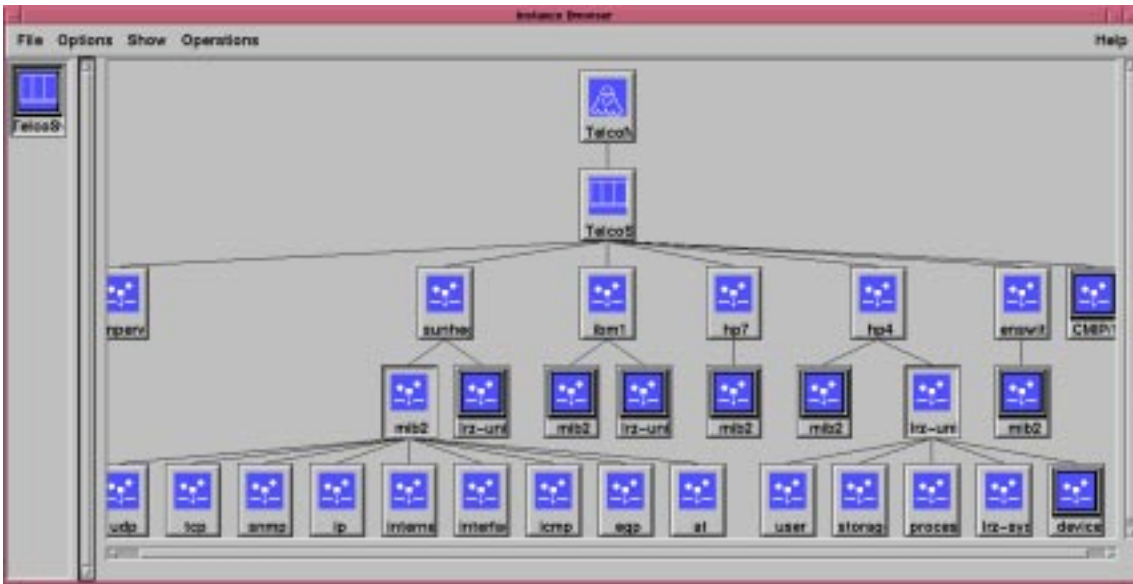 Instance Browser
File Options Show Operations Help
TelcoS
TelcoN
TelcoS
nperv sunhe ibm1 hp7 hp4 enswit CMIP/
mib2 lrz-uni mib2 lrz-uni mib2 mib2 lrz-uni mib2
udp tcp snmp ip interne interfa icmp egp at user storag proces lrz-sys device